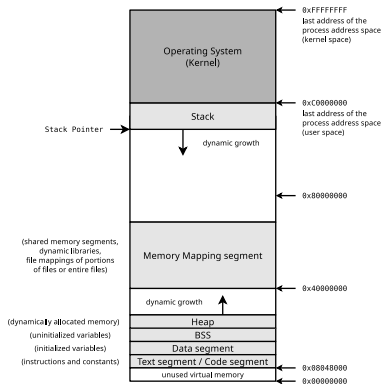 0xFFFFFFFF
last address of the
process address space
(kernel space)
Operating System
(Kernel)
0xC0000000
last address of the
process address space
(user space)
Stack
Stack Pointer
dynamic growth
0x80000000
(shared memory segments,
dynamic libraries,
file mappings of portions
of files or entire files)
Memory Mapping segment
0x40000000
dynamic growth
(dynamically allocated memory)
Heap
(uninitialized variables)
BSS
(initialized variables)
Data segment
(instructions and constants)
Text segment / Code segment
0x08048000
unused virtual memory
0x00000000